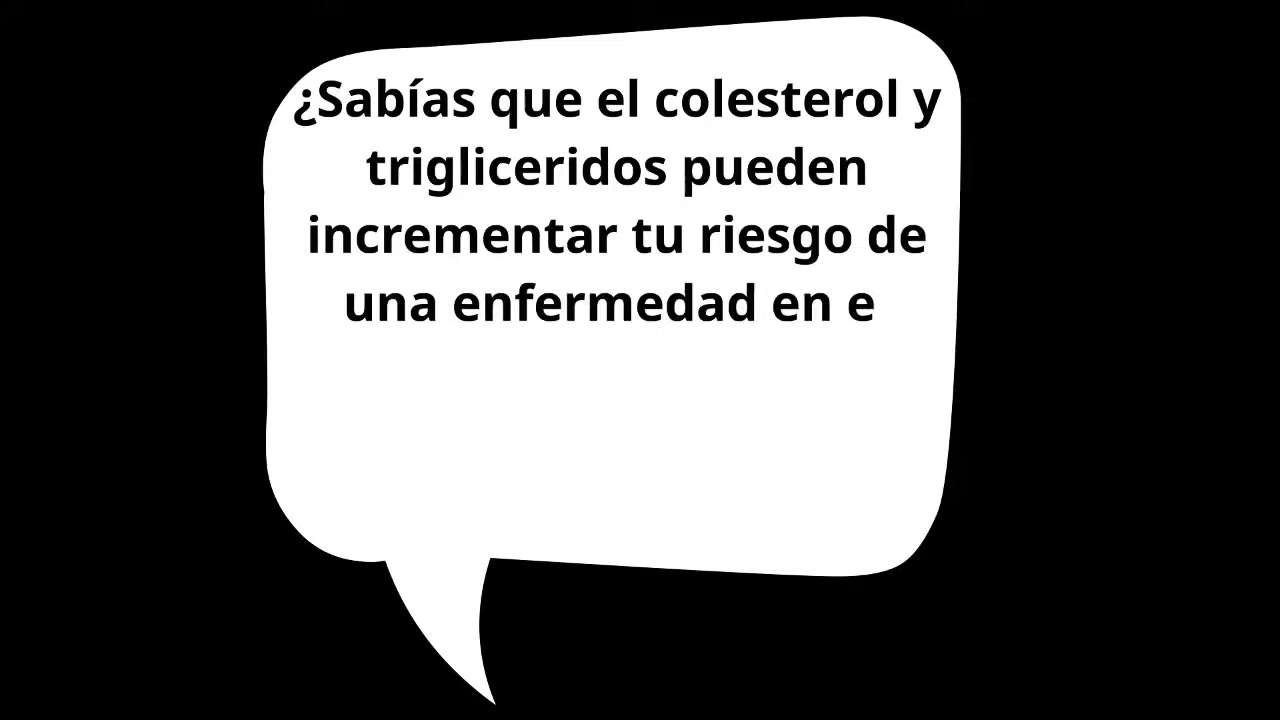 ¿Sabías que el colesterol y
trigliceridos pueden
incrementar tu riesgo de
una enfermedad en e